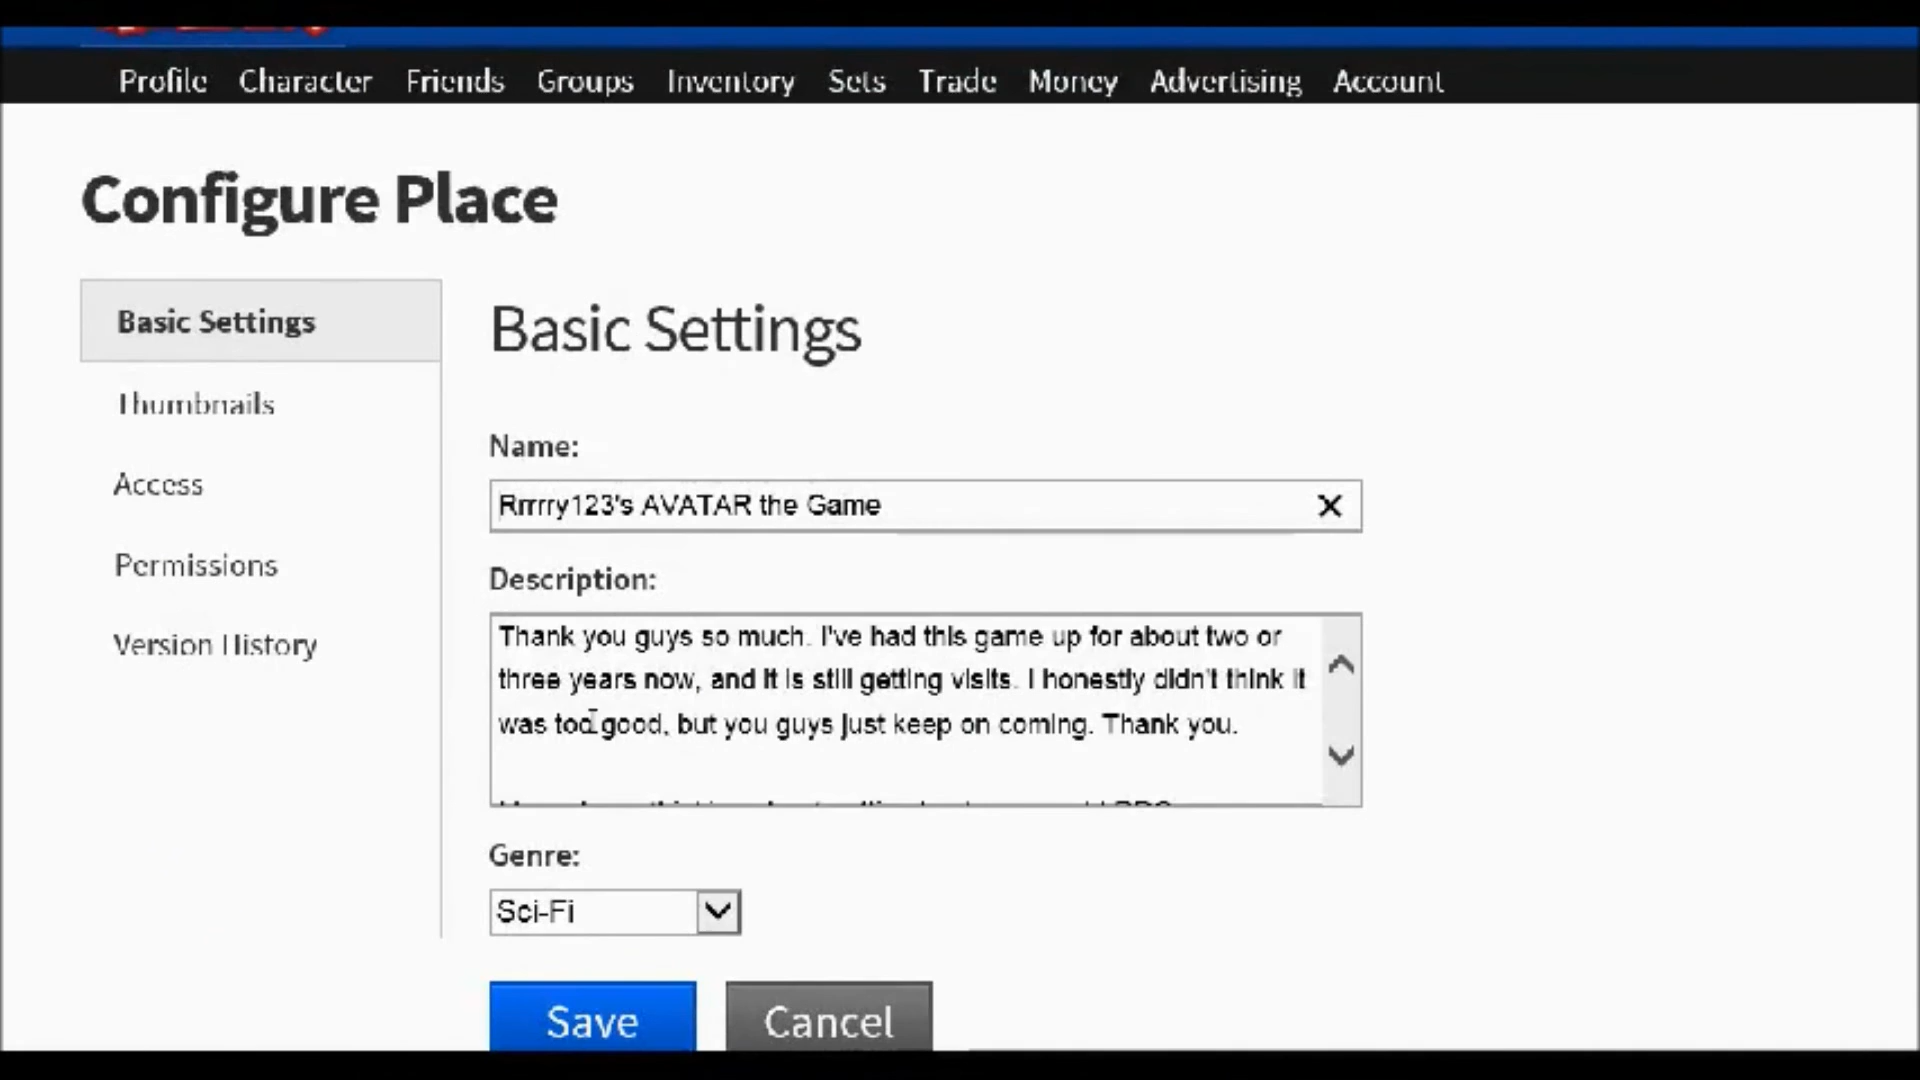 Profile Character Friends Groups Inventory Sets Trade Money Advertising Account
Configure Place
Basic Settings
Thumbnails
Access
Permissions
Version History
Basic Settings
Name:
Rrrrry123's AVATAR the Game
Description:
Thank you guys so much. I've had this game up for about two or
three years now, and it is still getting visits. I honestly didn't think it
was too good, but you guys just keep on coming. Thank you.
Genre:
Sci-Fi
Save Cancel